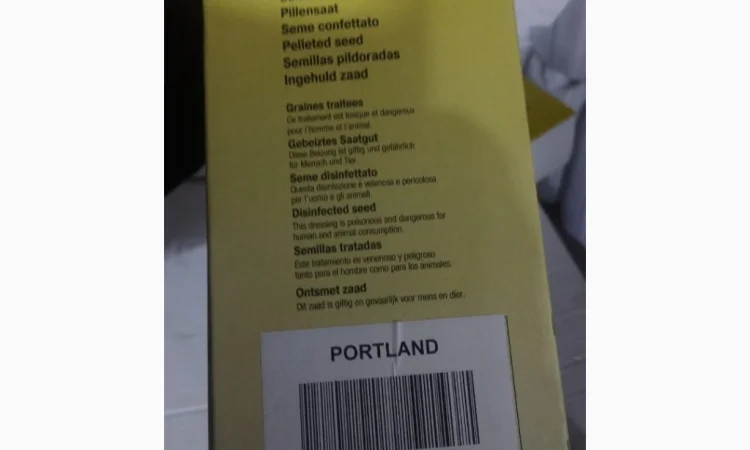 Pillensaat
Seme confettato
Pelleted seed
Semillas pildoradas
Ingehuld zaad
Graines traitees
Ce traitement est toxique et dangereux
pour l'homme et l'animal.
Gebeiztes Saatgut
Diese Beizung ist giftig und gefährlich
für Mensch und Tier
Seme disinfettato
Questa disinfezione è velenosa e pericolosa
per l'uomo e gli animali.
Disinfected seed
This dressing is poisonous and dangerous for
human and animal consumption.
Semillas tratadas
Este tratamiento es venenoso y peligroso
tanto para el hombre como para los animales.
Ontsmet zaad
Dit zaad is giftig en gevaarlijk voor mens en dier.
PORTLAND